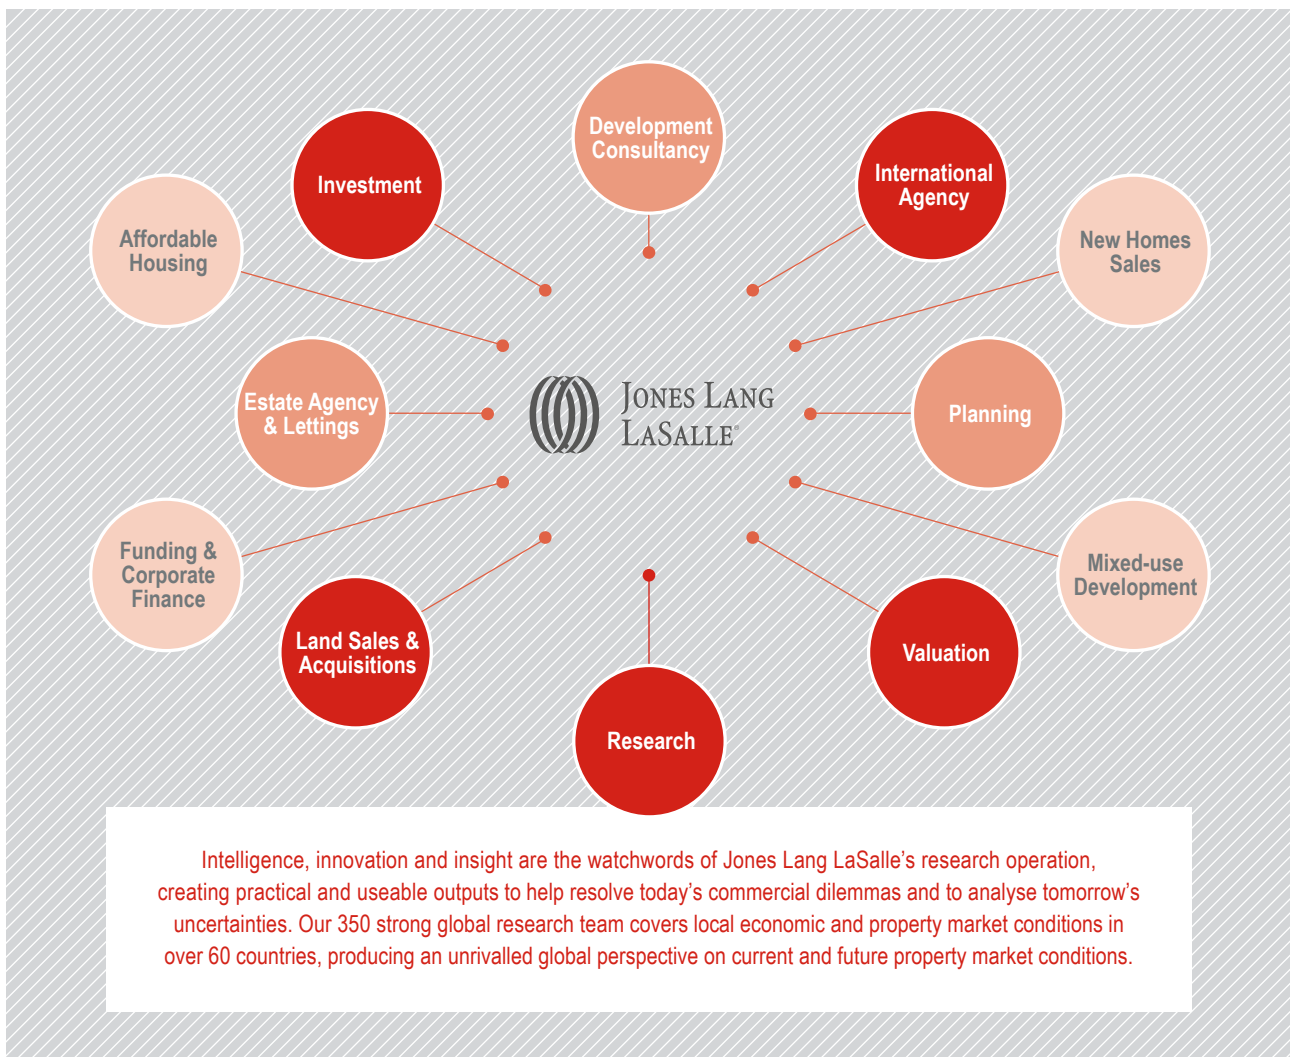 Development
Consultancy
Investment
International
Agency
Affordable
Housing
New Homes
Sales
Estate Agency
& Lettings
JONES LANG
LASALLE®
Planning
Funding &
Corporate
Finance
Mixed-use
Development
Land Sales &
Acquisitions
Valuation
Research
Intelligence, innovation and insight are the watchwords of Jones Lang LaSalle’s research operation,
creating practical and useable outputs to help resolve today’s commercial dilemmas and to analyse tomorrow’s
uncertainties. Our 350 strong global research team covers local economic and property market conditions in
over 60 countries, producing an unrivalled global perspective on current and future property market conditions.